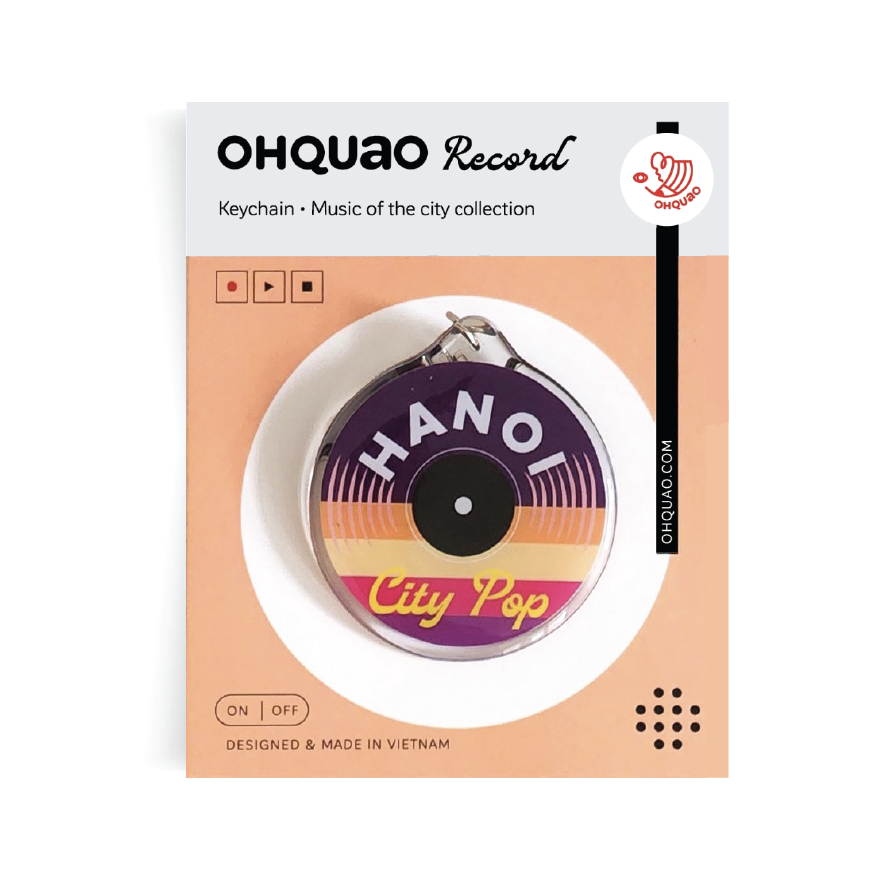 OHQUAO Record
OHQUAO
Keychain • Music of the city collection
HANOI
City Pop
OHQUAO.COM
ON | OFF
DESIGNED & MADE IN VIETNAM